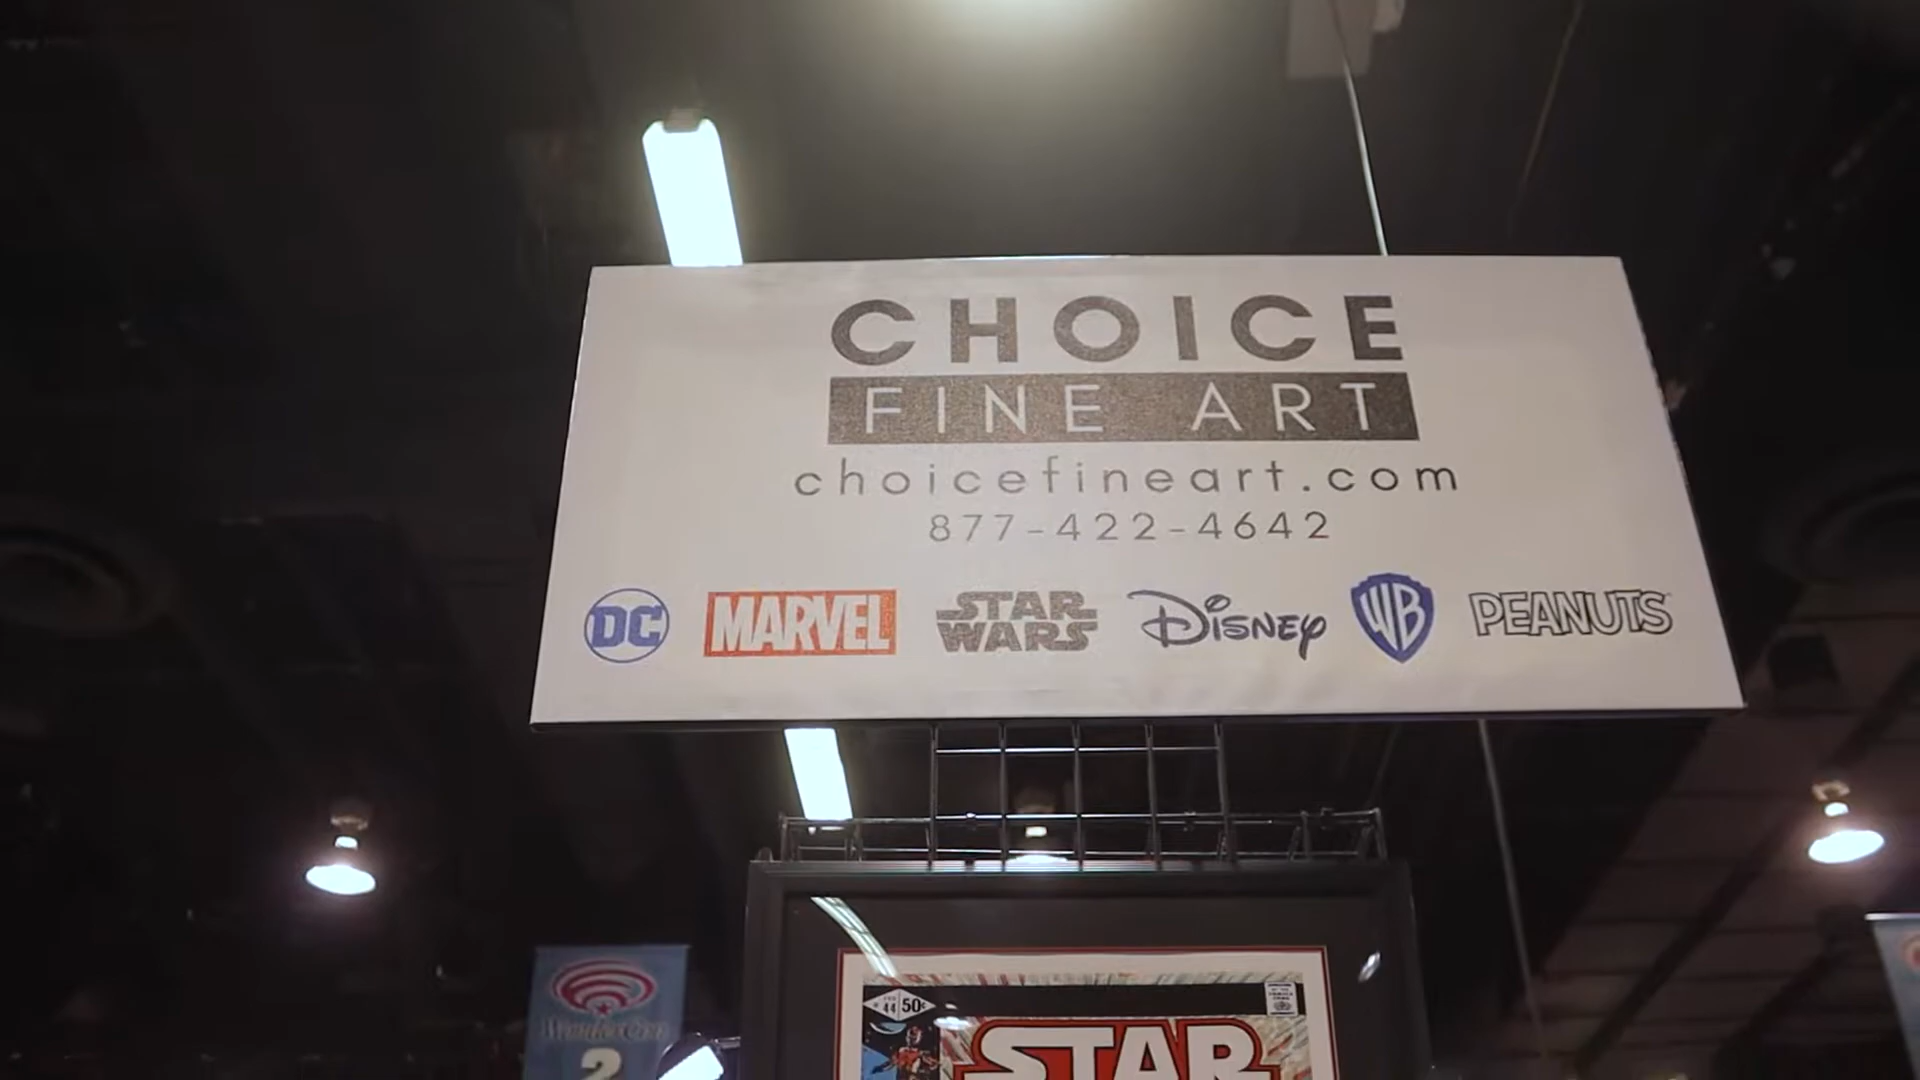 CHOICE
FINE ART
choicefineart.com
877-422-4642
DC MARVEL STAR WARS Disney WB PEANUTS
WonderCon
2
44 50¢
STAR